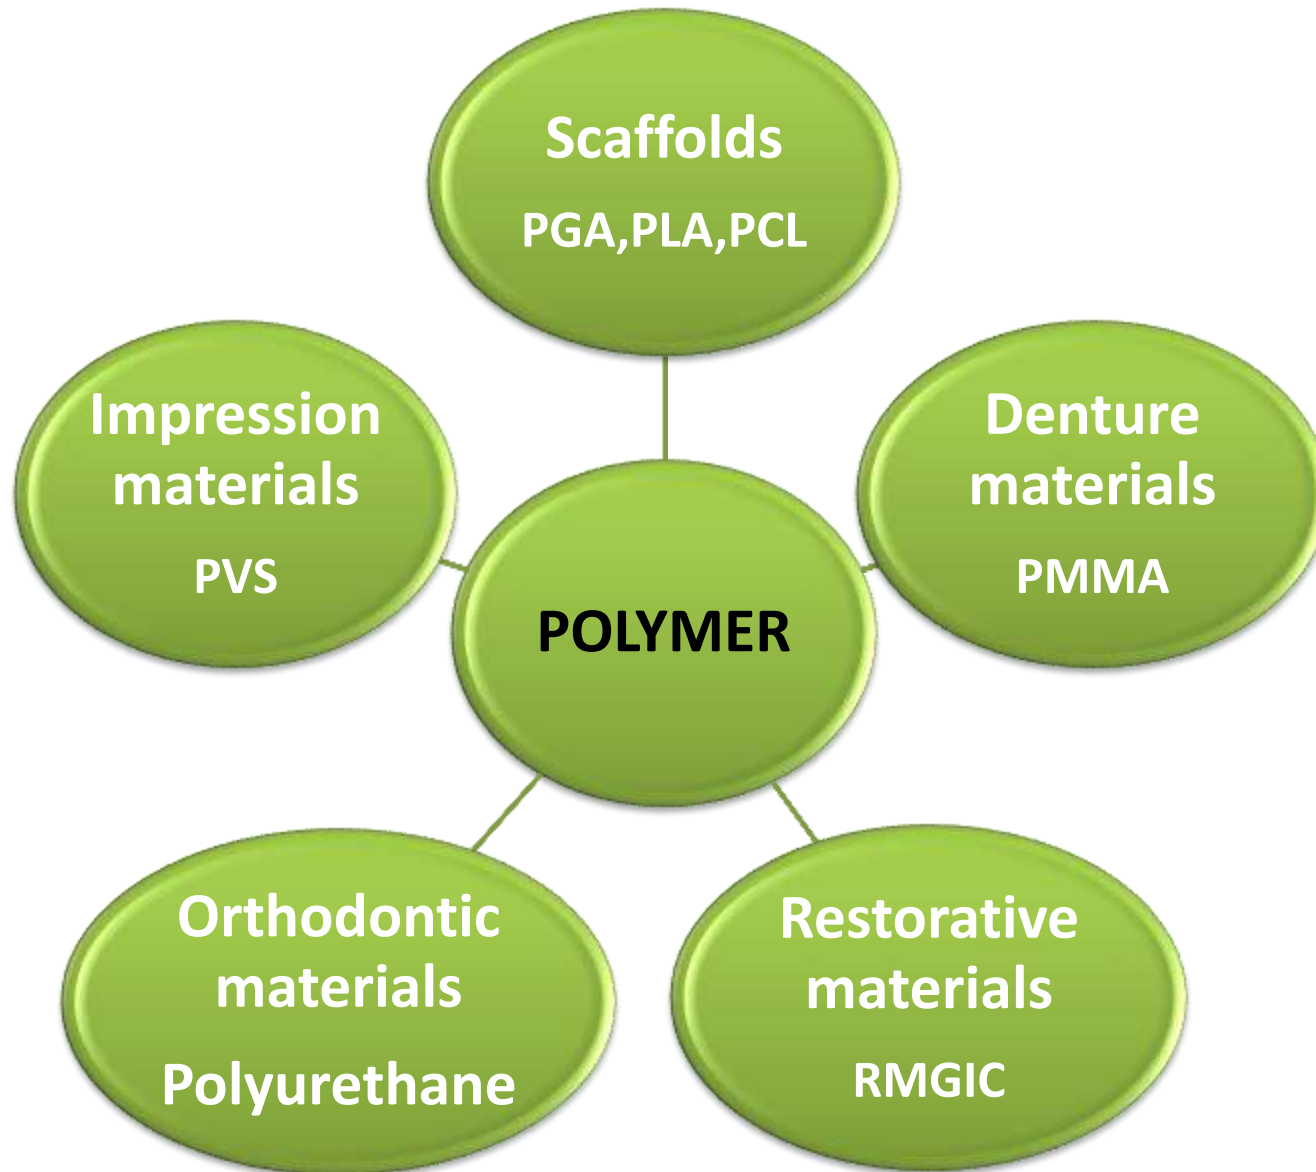 Scaffolds
PGA,PLA,PCL
Impression
materials
PVS
Denture
materials
PMMA
POLYMER
Orthodontic
materials
Polyurethane
Restorative
materials
RMGIC